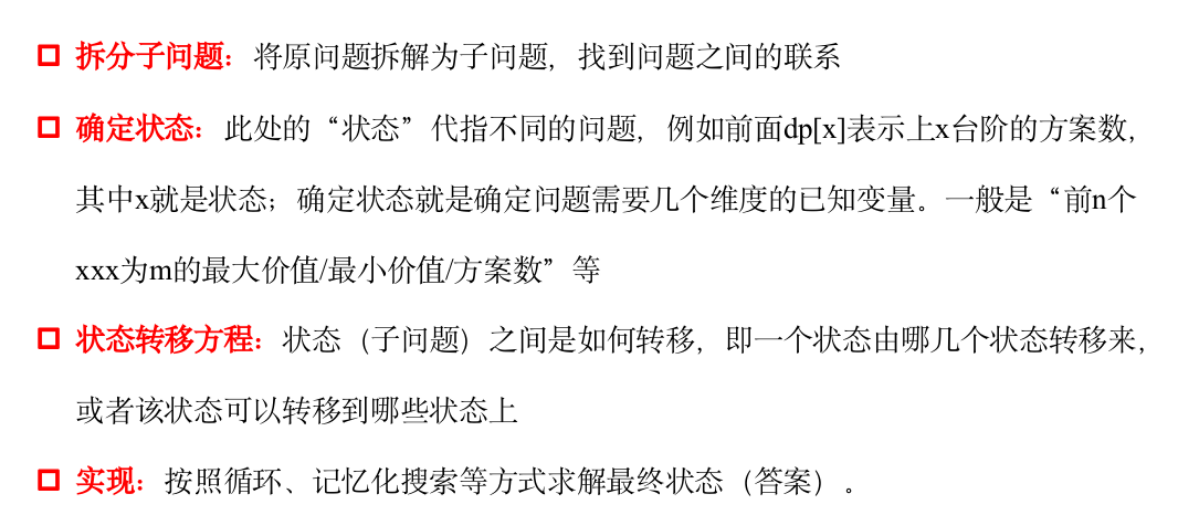 拆分子问题：将原问题拆解为子问题，找到问题之间的联系
确定状态：此处的“状态”代指不同的问题，例如前面dp[x]表示上x台阶的方案数，
其中x就是状态；确定状态就是确定问题需要几个维度的已知变量。一般是“前n个
xxx为m的最大价值/最小价值/方案数”等
状态转移方程：状态（子问题）之间是如何转移，即一个状态由哪几个状态转移来，
或者该状态可以转移到哪些状态上
实现：按照循环、记忆化搜索等方式求解最终状态（答案）。